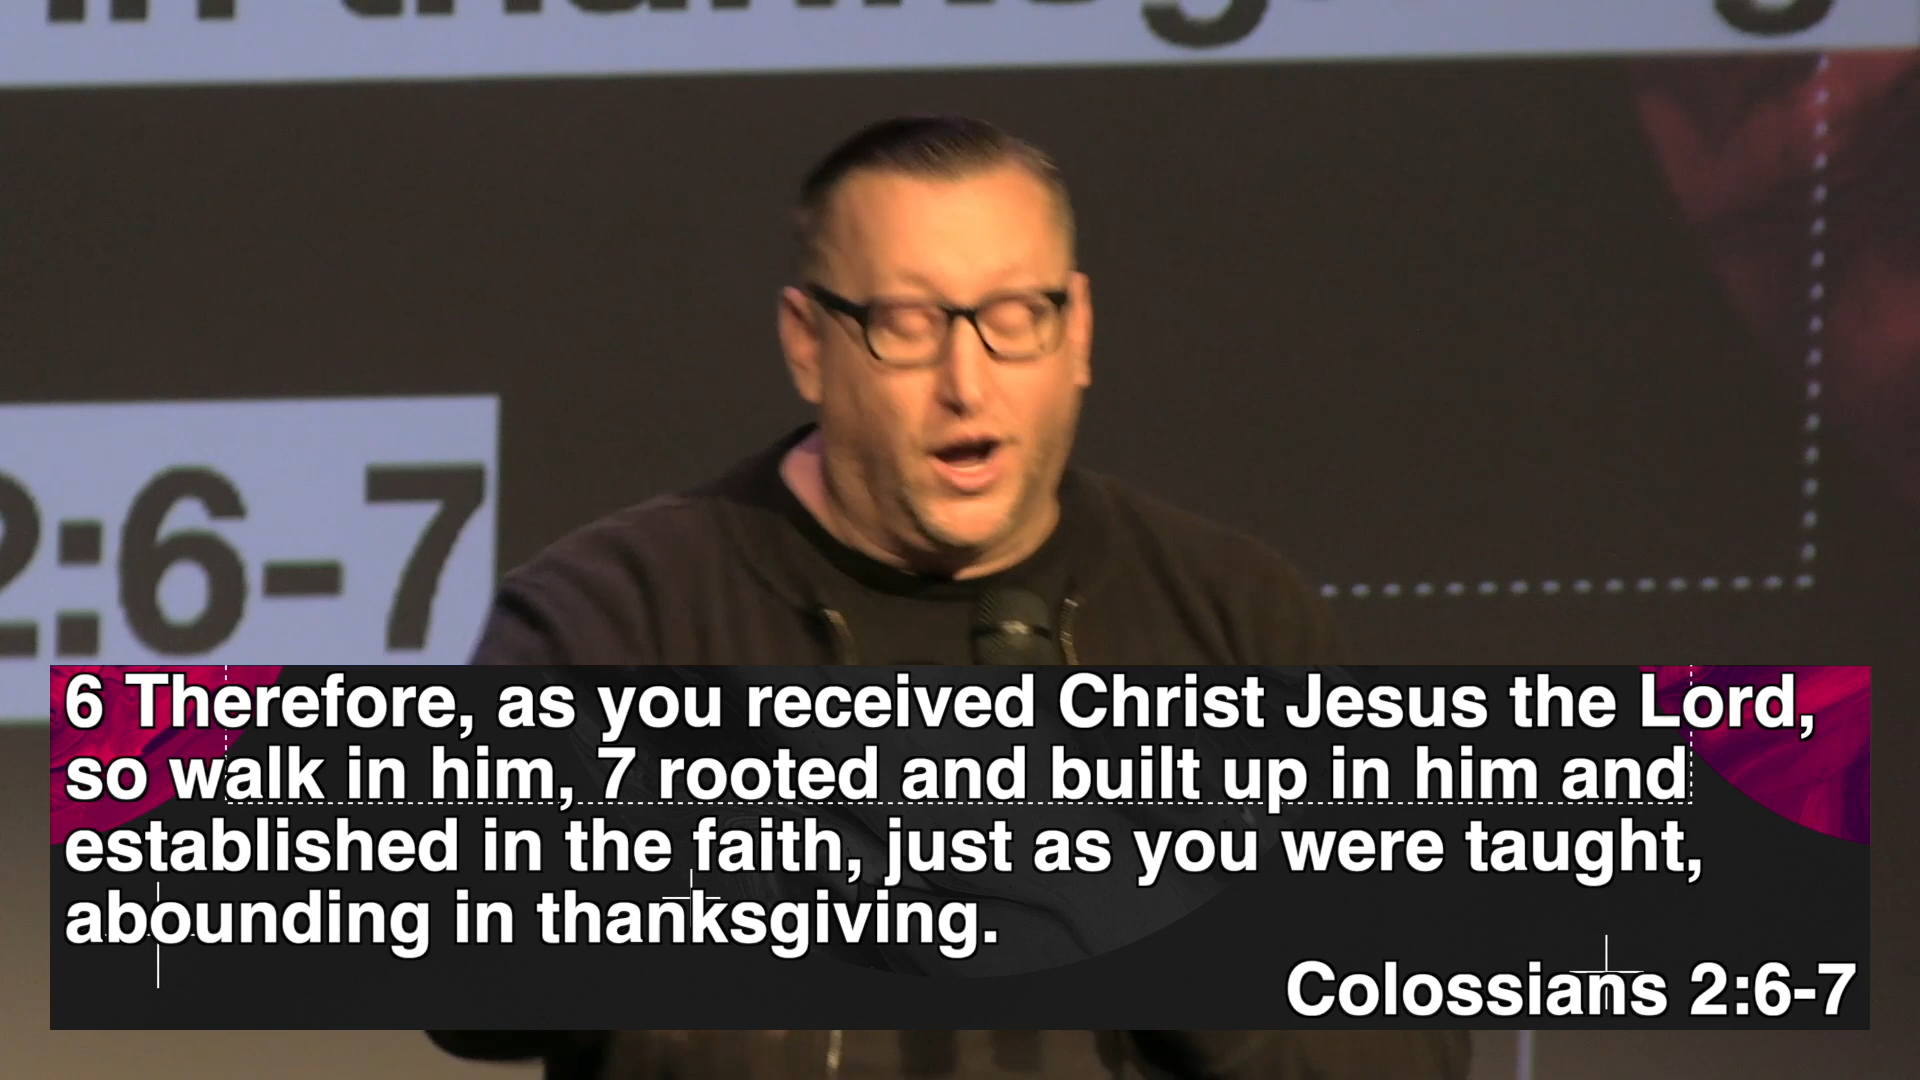 in thanksgiving
2:6-7
6 Therefore, as you received Christ Jesus the Lord,
so walk in him, 7 rooted and built up in him and
established in the faith, just as you were taught,
abounding in thanksgiving.
Colossians 2:6-7